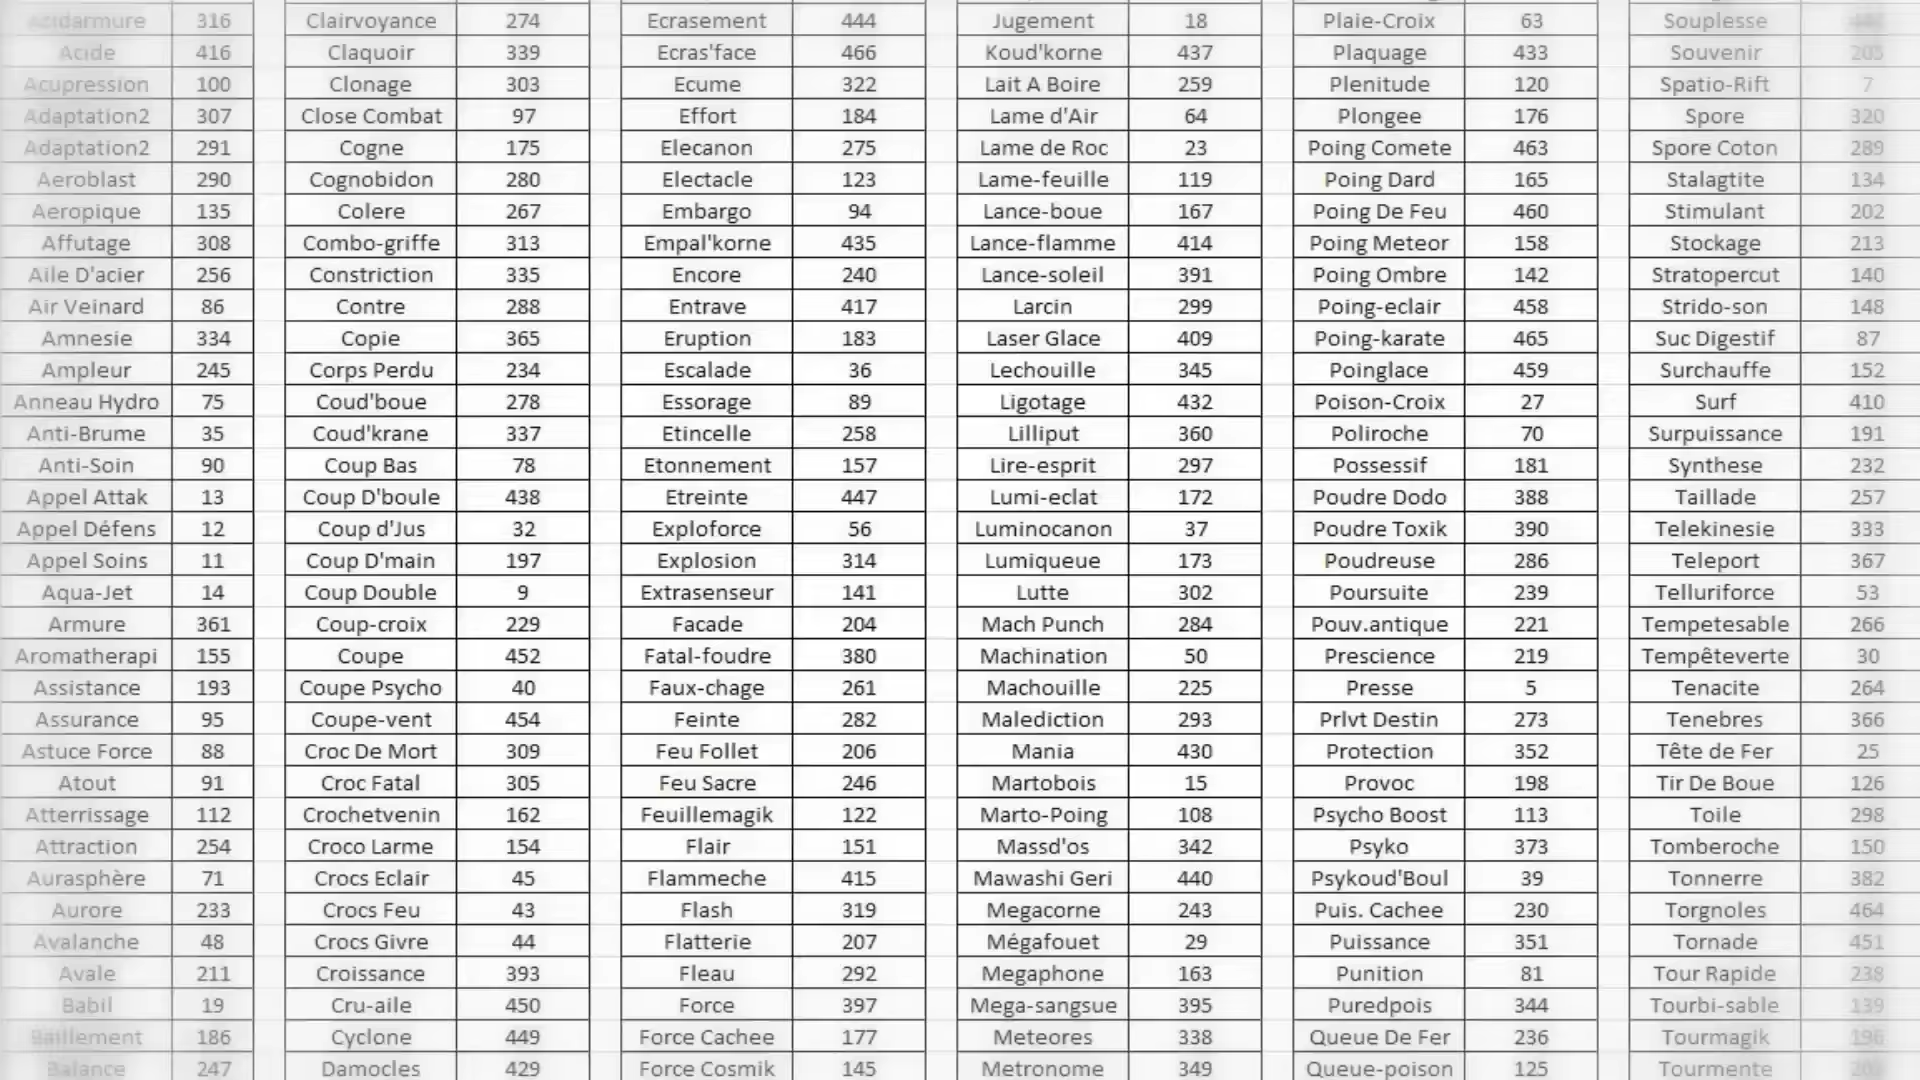 Acidarmure 316 Clairvoyance 274 Ecrasement 444 Jugement 18 Plaie-Croix 63 Souplesse
Acide 416 Claquoir 339 Ecras'face 466 Koud'korne 437 Plaquage 433 Souvenir 205
Acupression 100 Clonage 303 Ecume 322 Lait A Boire 259 Plenitude 120 Spatio-Rift 7
Adaptation2 307 Close Combat 97 Effort 184 Lame d'Air 64 Plongee 176 Spore 320
Adaptation2 291 Cogne 175 Elecanon 275 Lame de Roc 23 Poing Comete 463 Spore Coton 289
Aeroblast 290 Cognobidon 280 Electacle 123 Lame-feuille 119 Poing Dard 165 Stalagtite 134
Aeropique 135 Colere 267 Embargo 94 Lance-boue 167 Poing De Feu 460 Stimulant 202
Affutage 308 Combo-griffe 313 Empal'korne 435 Lance-flamme 414 Poing Meteor 158 Stockage 213
Aile D'acier 256 Constriction 335 Encore 240 Lance-soleil 391 Poing Ombre 142 Stratopercut 140
Air Veinard 86 Contre 288 Entrave 417 Larcin 299 Poing-eclair 458 Strido-son 148
Amnesie 334 Copie 365 Eruption 183 Laser Glace 409 Poing-karate 465 Suc Digestif 87
Ampleur 245 Corps Perdu 234 Escalade 36 Lechouille 345 Poinglace 459 Surchauffe 152
Anneau Hydro 75 Coud'boue 278 Essorage 89 Ligotage 432 Poison-Croix 27 Surf 410
Anti-Brume 35 Coud'krane 337 Etincelle 258 Lilliput 360 Poliroche 70 Surpuissance 191
Anti-Soin 90 Coup Bas 78 Etonnement 157 Lire-esprit 297 Possessif 181 Synthese 232
Appel Attak 13 Coup D'boule 438 Etreinte 447 Lumi-eclat 172 Poudre Dodo 388 Taillade 257
Appel Défens 12 Coup d'Jus 32 Exploforce 56 Luminocanon 37 Poudre Toxik 390 Telekinesie 333
Appel Soins 11 Coup D'main 197 Explosion 314 Lumiqueue 173 Poudreuse 286 Teleport 367
Aqua-Jet 14 Coup Double 9 Extrasenseur 141 Lutte 302 Poursuite 239 Telluriforce 53
Armure 361 Coup-croix 229 Facade 204 Mach Punch 284 Pouv.antique 221 Tempetesable 266
Aromatherapi 155 Coupe 452 Fatal-foudre 380 Machination 50 Prescience 219 Tempêteverte 30
Assistance 193 Coupe Psycho 40 Faux-chage 261 Machouille 225 Presse 5 Tenacite 264
Assurance 95 Coupe-vent 454 Feinte 282 Malediction 293 Prlvt Destin 273 Tenebres 366
Astuce Force 88 Croc De Mort 309 Feu Follet 206 Mania 430 Protection 352 Tête de Fer 25
Atout 91 Croc Fatal 305 Feu Sacre 246 Martobois 15 Provoc 198 Tir De Boue 126
Atterrissage 112 Crochetvenin 162 Feuillemagik 122 Marto-Poing 108 Psycho Boost 113 Toile 298
Attraction 254 Croco Larme 154 Flair 151 Massd'os 342 Psyko 373 Tomberoche 150
Aurasphère 71 Crocs Eclair 45 Flammeche 415 Mawashi Geri 440 Psykoud'Boul 39 Tonnerre 382
Aurore 233 Crocs Feu 43 Flash 319 Megacorne 243 Puis. Cachee 230 Torgnoles 464
Avalanche 48 Crocs Givre 44 Flatterie 207 Mégafouet 29 Puissance 351 Tornade 451
Avale 211 Croissance 393 Fleau 292 Megaphone 163 Punition 81 Tour Rapide 238
Babil 19 Cru-aile 450 Force 397 Mega-sangsue 395 Puredpois 344 Tourbi-sable 139
Baillement 186 Cyclone 449 Force Cachee 177 Meteores 338 Queue De Fer 236 Tourmagik 196
Balance 247 Damocles 429 Force Cosmik 145 Metronome 349 Queue-poison 125 Tourmente